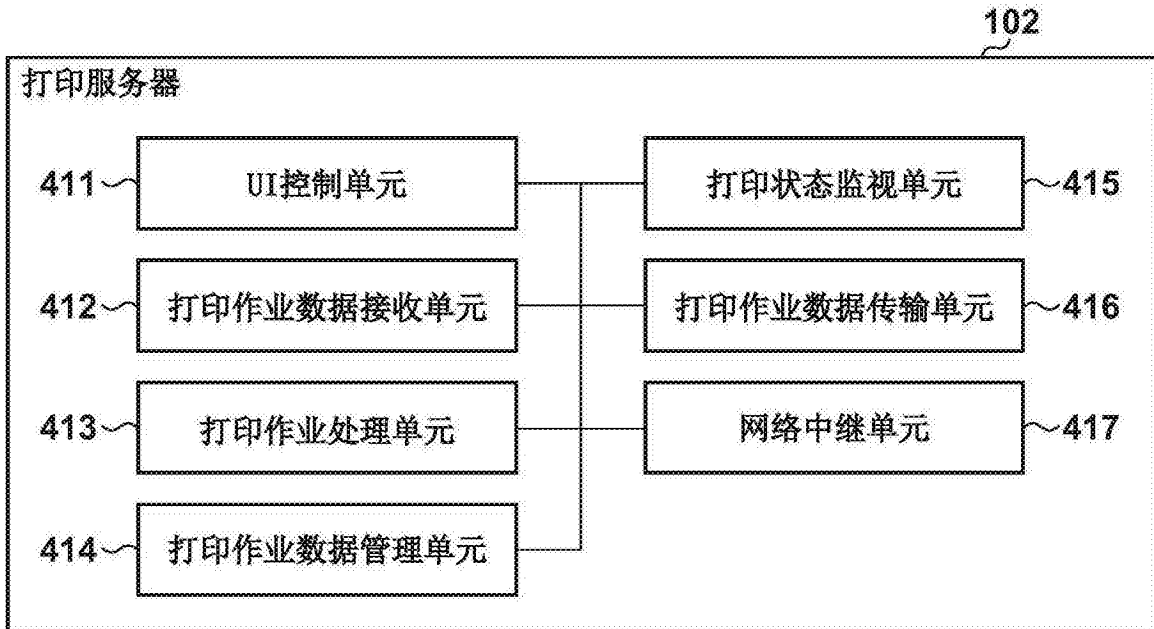 102
打印服务器
411 UI控制单元 打印状态监视单元 415
412 打印作业数据接收单元 打印作业数据传输单元 416
413 打印作业处理单元 网络中继单元 417
414 打印作业数据管理单元